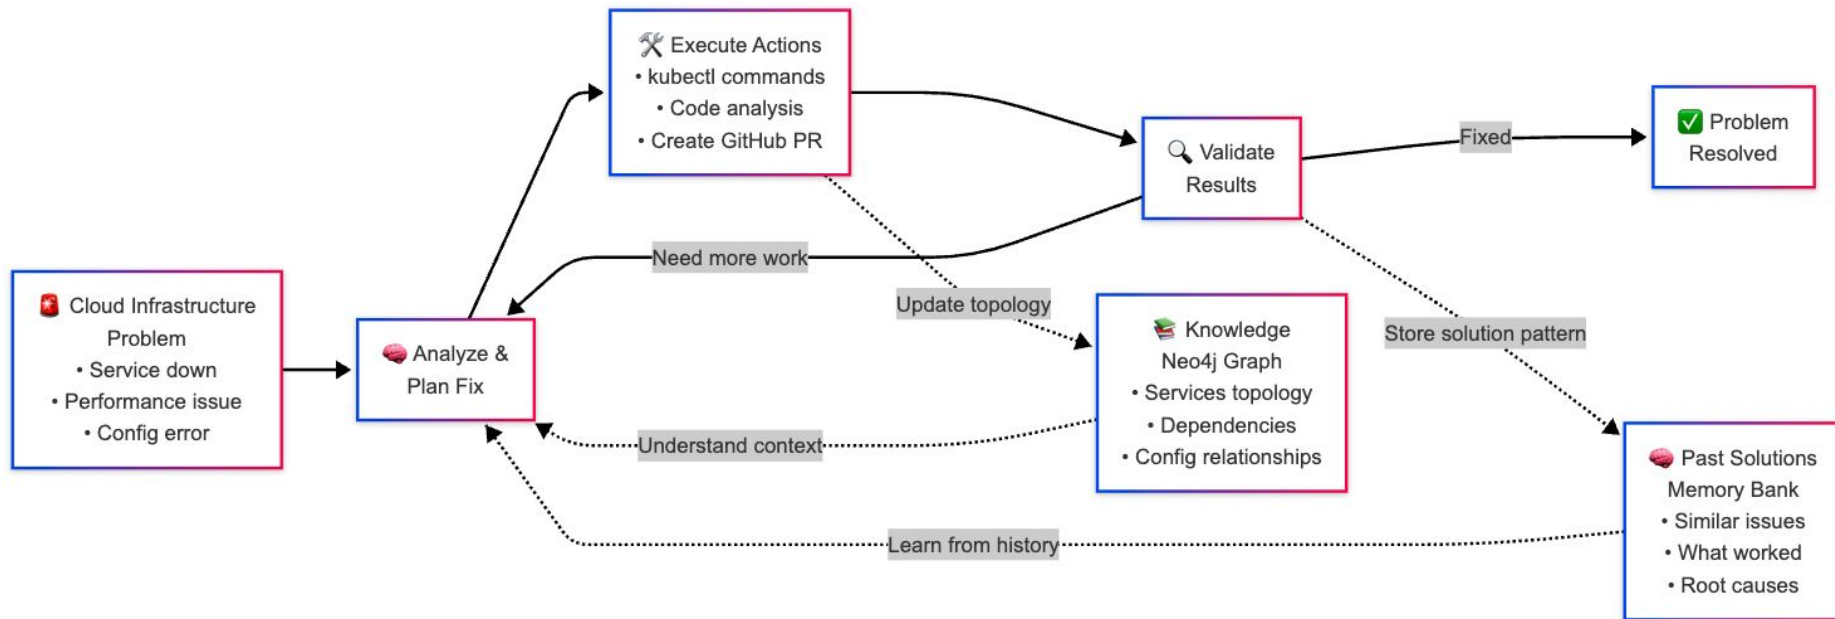 🚨 Cloud Infrastructure
Problem
• Service down
• Performance issue
• Config error
🧠 Analyze &
Plan Fix
🛠️ Execute Actions
• kubectl commands
• Code analysis
• Create GitHub PR
🔍 Validate
Results
Fixed
✅ Problem
Resolved
Need more work
Update topology
📚 Knowledge
Neo4j Graph
• Services topology
• Dependencies
• Config relationships
Store solution pattern
Understand context
🧠 Past Solutions
Memory Bank
• Similar issues
• What worked
• Root causes
Learn from history